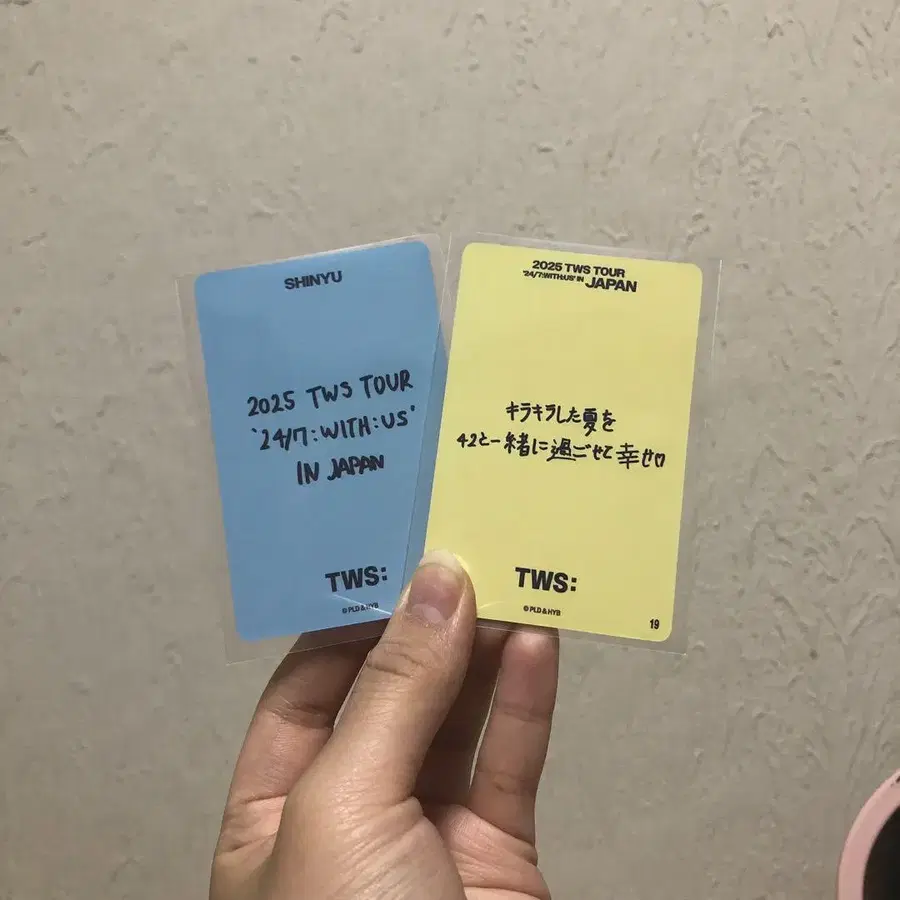 SHINYU
2025 TWS TOUR
'24/7:WITH:US'
IN JAPAN
TWS:
© PLD & HYB
2025 TWS TOUR
'24/7:WITH:US' IN JAPAN
キラキラした夏を
42と一緒に過ごせて幸せ♡
TWS:
© PLD & HYB
19